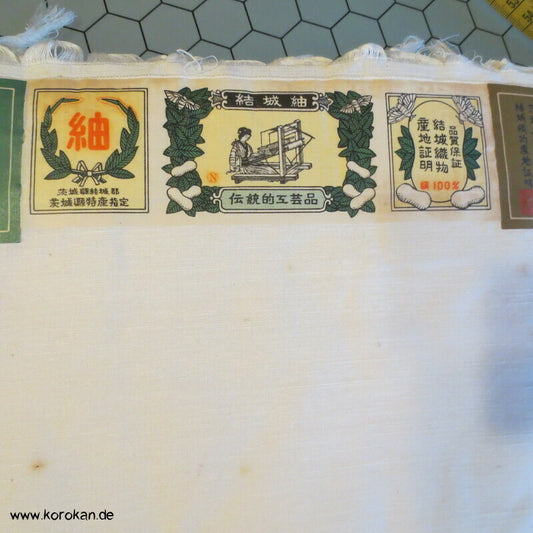 紬
茨城縣結城郡
茨城縣特産指定
結城紬
伝統的工芸品
品質保証
結城織物
産地証明
絹100%
www.korokan.de